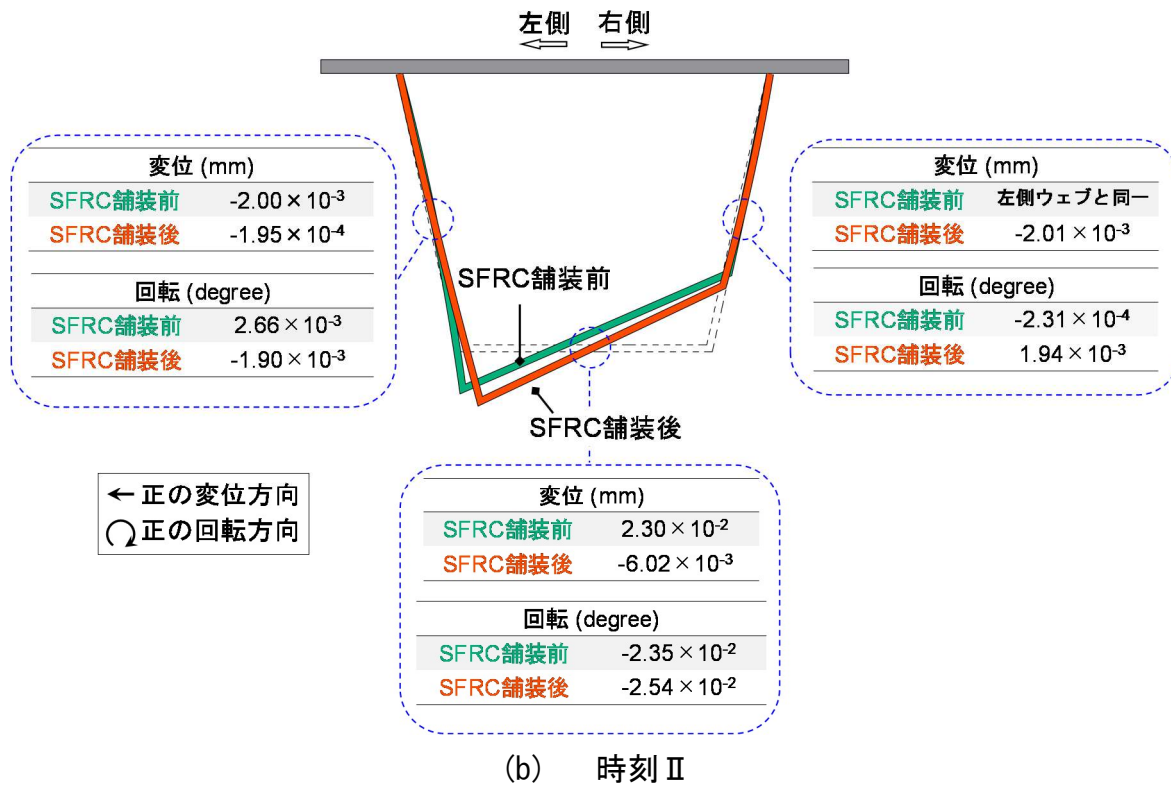 左側 右側
変位 (mm)
SFRC舗装前 -2.00×10⁻³
SFRC舗装後 -1.95×10⁻⁴
回転 (degree)
SFRC舗装前 2.66×10⁻³
SFRC舗装後 -1.90×10⁻³
変位 (mm)
SFRC舗装前 左側ウェブと同一
SFRC舗装後 -2.01×10⁻³
回転 (degree)
SFRC舗装前 -2.31×10⁻⁴
SFRC舗装後 1.94×10⁻³
SFRC舗装前
SFRC舗装後
←正の変位方向
正の回転方向
変位 (mm)
SFRC舗装前 2.30×10⁻²
SFRC舗装後 -6.02×10⁻³
回転 (degree)
SFRC舗装前 -2.35×10⁻²
SFRC舗装後 -2.54×10⁻²
(b) 時刻Ⅱ